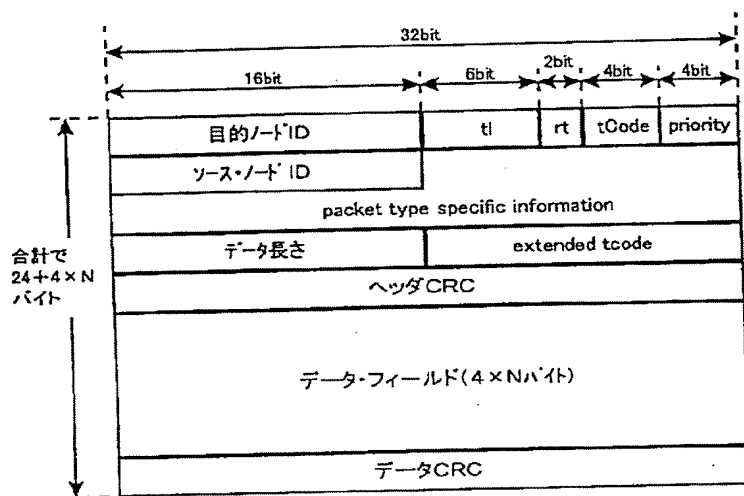 32bit
16bit 6bit 2bit 4bit 4bit
目的ノードID tl rt tCode priority
ソース・ノードID
packet type specific information
データ長さ extended tcode
合計で
24+4×N
バイト
ヘッダCRC
データ・フィールド(4×Nバイト)
データCRC